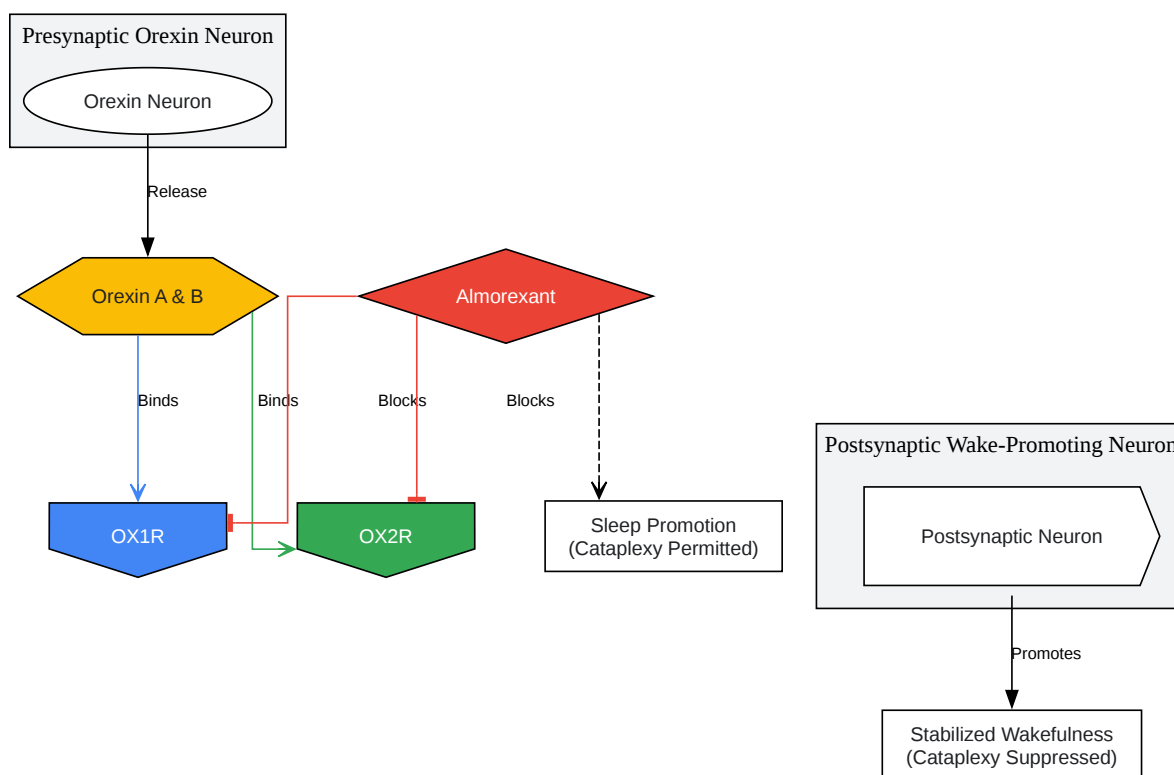 Presynaptic Orexin Neuron
Orexin Neuron
Release
Orexin A & B
Almorexant
Binds
Binds
Blocks
Blocks
Postsynaptic Wake-Promoting Neuron
OX1R
OX2R
Sleep Promotion
(Cataplexy Permitted)
Postsynaptic Neuron
Promotes
Stabilized Wakefulness
(Cataplexy Suppressed)